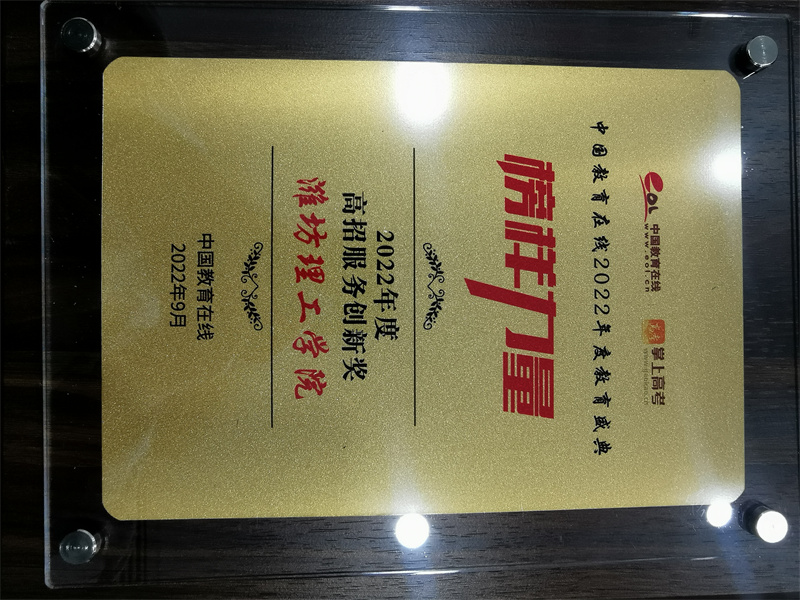 eol 中国教育在线
www.eol.cn
掌上高考
中国教育在线2022年度教育盛典
榜样力量
2022年度
高招服务创新奖
潍坊理工学院
中国教育在线
2022年9月